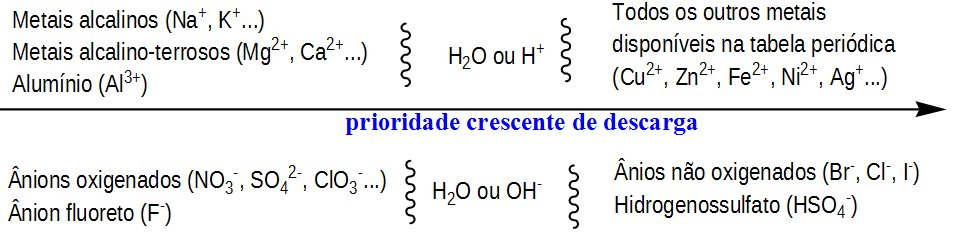 Metais alcalinos (Na⁺, K⁺...)
Metais alcalino-terrosos (Mg²⁺, Ca²⁺...)
Alumínio (Al³⁺)
H₂O ou H⁺
Todos os outros metais
disponíveis na tabela periódica
(Cu²⁺, Zn²⁺, Fe²⁺, Ni²⁺, Ag⁺...)
prioridade crescente de descarga
Ânions oxigenados (NO₃⁻, SO₄²⁻, ClO₃⁻...)
Ânion fluoreto (F⁻)
H₂O ou OH⁻
Ânios não oxigenados (Br⁻, Cl⁻, I⁻)
Hidrogenossulfato (HSO₄⁻)